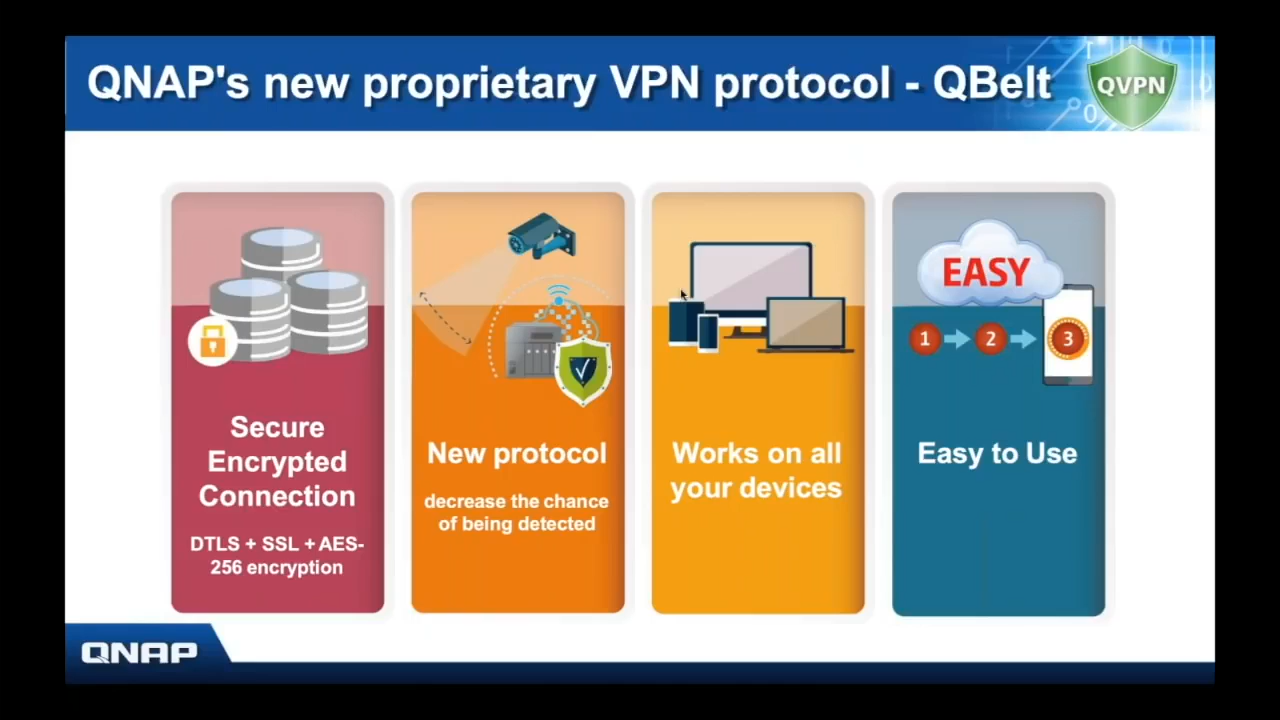 QNAP's new proprietary VPN protocol - QBelt
QVPN
Secure
Encrypted
Connection
DTLS + SSL + AES-
256 encryption
New protocol
decrease the chance
of being detected
Works on all
your devices
EASY
1
2
3
Easy to Use
QNAP